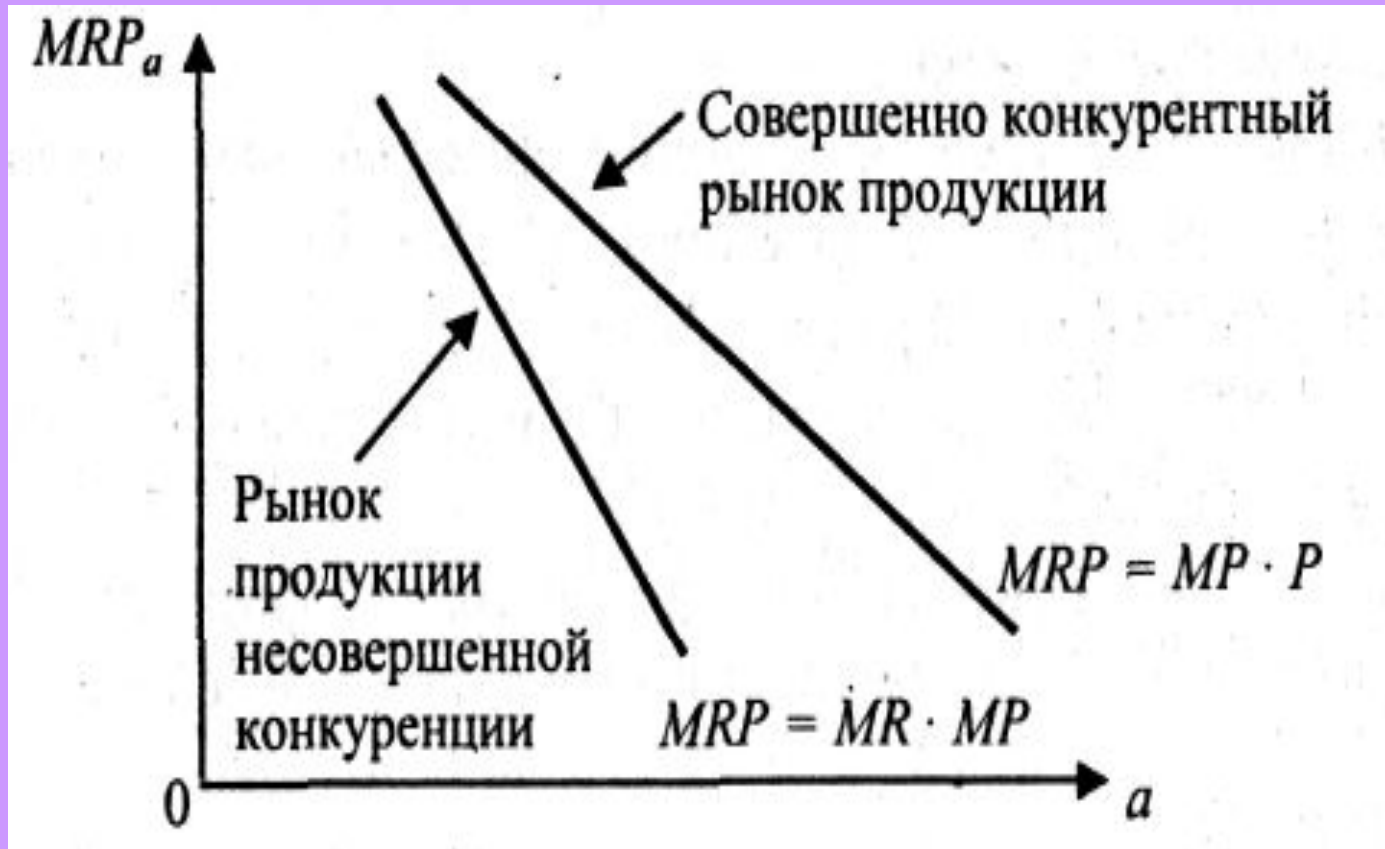 MRPₐ
Совершенно конкурентный
рынок продукции
Рынок
продукции
несовершенной
конкуренции
MRP = MP · P
MRP = MR · MP
0
a